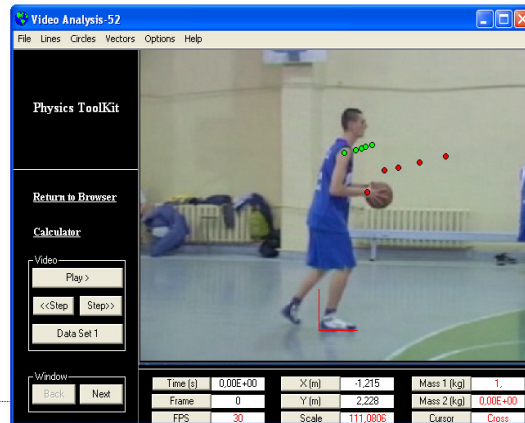 Video Analysis-52
File Lines Circles Vectors Options Help
Physics ToolKit
Return to Browser
Calculator
Video
Play >
<<Step Step>>
Data Set 1
Window
Back Next
Time (s) 0,00E+00 X (m) -1,215 Mass 1 (kg) 1,
Frame 0 Y (m) 2,228 Mass 2 (kg) 0,00E+00
FPS 30 Scale 111,0806 Cursor Cross